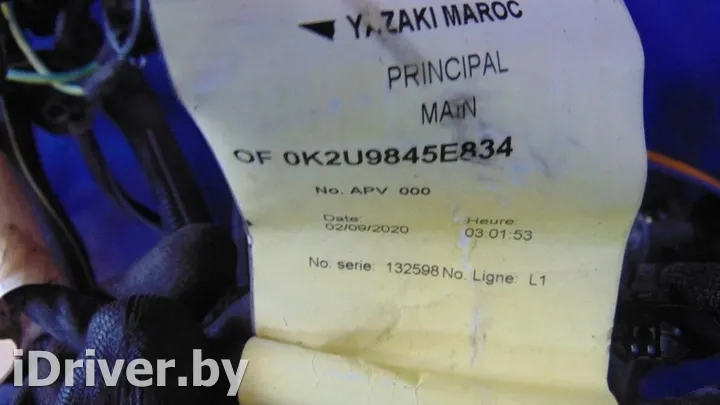 YAZAKI MAROC
PRINCIPAL
MAIN
OF 0K2U9845E834
No. APV 000
Date: Heure:
02/09/2020 03:01:53
No. serie: 132598 No. Ligne: L1
iDriver.by